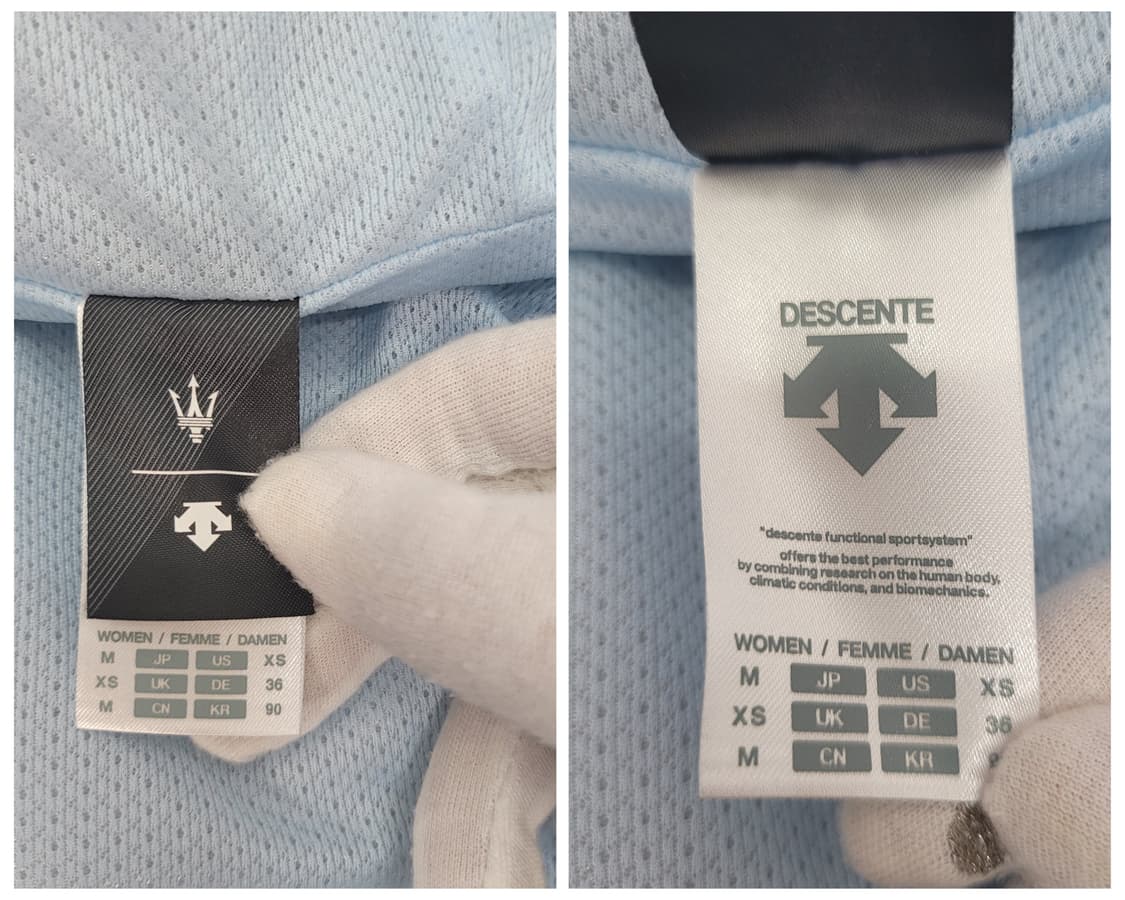 WOMEN / FEMME / DAMEN
M JP US XS
XS UK DE 36
M CN KR 90
DESCENTE
"descente functional sportsystem"
offers the best performance
by combining research on the human body,
climatic conditions, and biomechanics.
WOMEN / FEMME / DAMEN
M JP US XS
XS UK DE 36
M CN KR